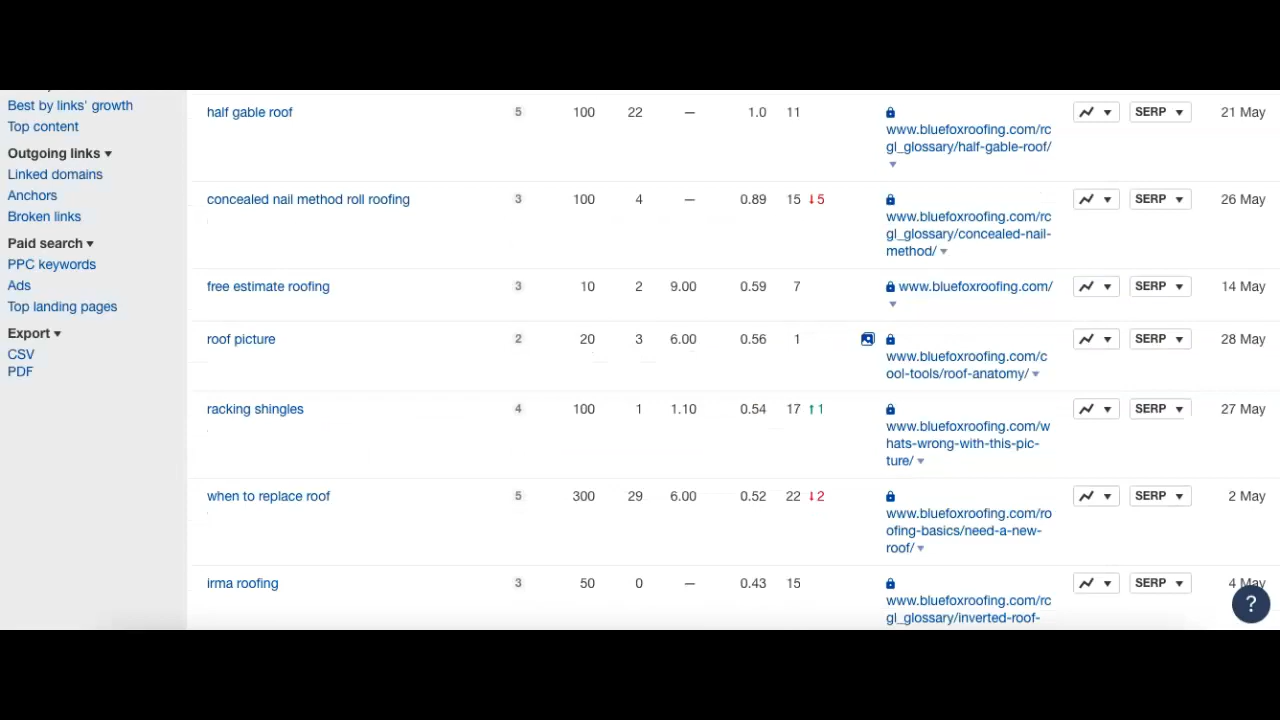 Best by links' growth
Top content
Outgoing links
Linked domains
Anchors
Broken links
Paid search
PPC keywords
Ads
Top landing pages
Export
CSV
PDF
half gable roof 5 100 22 — 1.0 11 www.bluefoxroofing.com/rc SERP 21 May
gl_glossary/half-gable-roof/
concealed nail method roll roofing 3 100 4 — 0.89 15 ↓5 www.bluefoxroofing.com/rc SERP 26 May
gl_glossary/concealed-nail-
method/
free estimate roofing 3 10 2 9.00 0.59 7 www.bluefoxroofing.com/ SERP 14 May
roof picture 2 20 3 6.00 0.56 1 www.bluefoxroofing.com/c SERP 28 May
ool-tools/roof-anatomy/
racking shingles 4 100 1 1.10 0.54 17 ↑1 www.bluefoxroofing.com/w SERP 27 May
hats-wrong-with-this-pic-
ture/
when to replace roof 5 300 29 6.00 0.52 22 ↓2 www.bluefoxroofing.com/ro SERP 2 May
ofing-basics/need-a-new-
roof/
irma roofing 3 50 0 — 0.43 15 www.bluefoxroofing.com/rc SERP 4 May
gl_glossary/inverted-roof-
?